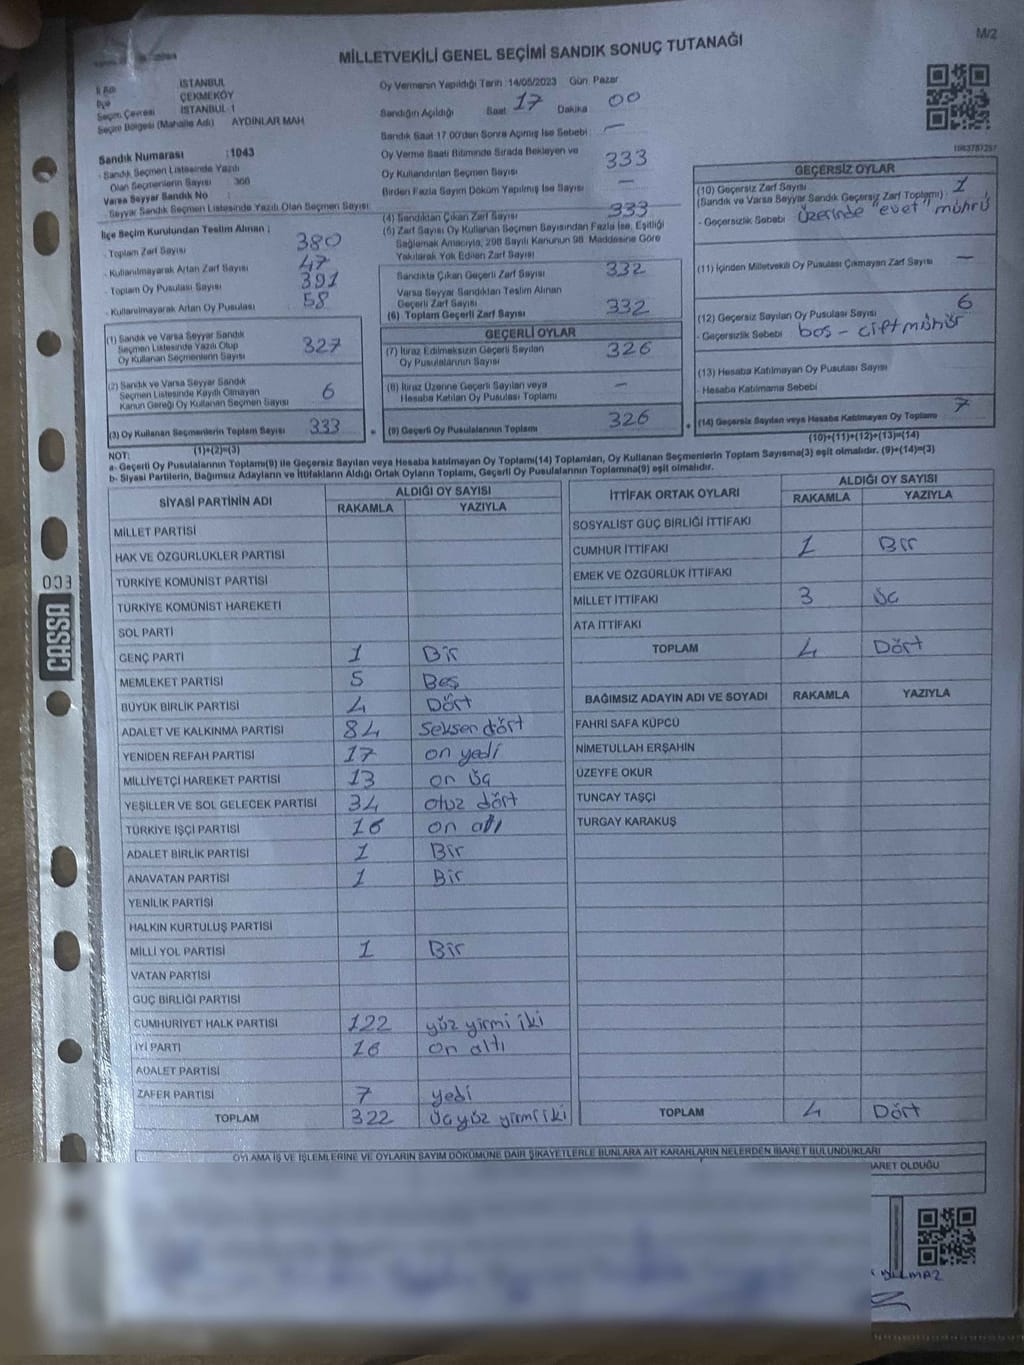 M/2
MİLLETVEKİLİ GENEL SEÇİMİ SANDIK SONUÇ TUTANAĞI
İl Adı İSTANBUL
İlçe ÇEKMEKÖY
Seçim Çevresi İSTANBUL 1
Seçim Bölgesi (Mahalle Adı) AYDINLAR MAH
Sandık Numarası :1043
- Sandık Seçmen Listesinde Yazılı
Olan Seçmenlerin Sayısı : 366
Varsa Seyyar Sandık No :
- Seyyar Sandık Seçmen Listesinde Yazılı Olan Seçmen Sayısı:
İlçe Seçim Kurulundan Teslim Alınan :
- Toplam Zarf Sayısı 380
- Kullanılmayarak Artan Zarf Sayısı 47
- Toplam Oy Pusulası Sayısı 391
- Kullanılmayarak Artan Oy Pusulası 58
(1) Sandık ve Varsa Seyyar Sandık
Seçmen Listesinde Yazılı Olup
Oy Kullanan Seçmenlerin Sayısı 327
(2) Sandık ve Varsa Seyyar Sandık
Seçmen Listesinde Kayıtlı Olmayan
Kanun Gereği Oy Kullanan Seçmen Sayısı 6
(3) Oy Kullanan Seçmenlerin Toplam Sayısı 333
(1)+(2)=(3)
Oy Vermenin Yapıldığı Tarih :14/05/2023 Gün Pazar
Sandığın Açıldığı Saat 17 Dakika 00
Sandık Saat 17 00'den Sonra Açılmış İse Sebebi —
Oy Verme Saati Bitiminde Sırada Bekleyen ve
Oy Kullandırılan Seçmen Sayısı 333
Birden Fazla Sayım Döküm Yapılmış İse Sayısı —
(4) Sandıktan Çıkan Zarf Sayısı 333
(5) Zarf Sayısı Oy Kullanan Seçmen Sayısından Fazla İse, Eşitliği
Sağlamak Amacıyla, 298 Sayılı Kanunun 98. Maddesine Göre
Yakılarak Yok Edilen Zarf Sayısı
Sandıkta Çıkan Geçerli Zarf Sayısı 332
Varsa Seyyar Sandıktan Teslim Alınan
Geçerli Zarf Sayısı
(6) Toplam Geçerli Zarf Sayısı 332
GEÇERLİ OYLAR
(7) İtiraz Edilmeksizin Geçerli Sayılan
Oy Pusulalarının Sayısı 326
(8) İtiraz Üzerine Geçerli Sayılan veya
Hesaba Katılan Oy Pusulası Toplamı —
(9) Geçerli Oy Pusulalarının Toplamı 326
1063787257
GEÇERSİZ OYLAR
(10) Geçersiz Zarf Sayısı 1
(Sandık ve Varsa Seyyar Sandık Geçersiz Zarf Toplamı)
- Geçersizlik Sebebi üzerinde "evet" mührü
(11) İçinden Milletvekili Oy Pusulası Çıkmayan Zarf Sayısı —
(12) Geçersiz Sayılan Oy Pusulası Sayısı 6
- Geçersizlik Sebebi boş - çift mühür
(13) Hesaba Katılmayan Oy Pusulası Sayısı
- Hesaba Katılmama Sebebi
(14) Geçersiz Sayılan veya Hesaba Katılmayan Oy Toplamı 7
(10)+(11)+(12)+(13)=(14)
NOT:
a- Geçerli Oy Pusulalarının Toplamı(9) ile Geçersiz Sayılan veya Hesaba katılmayan Oy Toplamı(14) Toplamları, Oy Kullanan Seçmenlerin Toplam Sayısına(3) eşit olmalıdır. (9)+(14)=(3)
b- Siyasi Partilerin, Bağımsız Adayların ve İttifakların Aldığı Ortak Oyların Toplamı, Geçerli Oy Pusulalarının Toplamına(9) eşit olmalıdır.
SİYASİ PARTİNİN ADI ALDIĞI OY SAYISI
RAKAMLA YAZIYLA
MİLLET PARTİSİ
HAK VE ÖZGÜRLÜKLER PARTİSİ
TÜRKİYE KOMÜNİST PARTİSİ
TÜRKİYE KOMÜNİST HAREKETİ
SOL PARTİ
GENÇ PARTİ 1 Bir
MEMLEKET PARTİSİ 5 Beş
BÜYÜK BİRLİK PARTİSİ 4 Dört
ADALET VE KALKINMA PARTİSİ 84 Seksen dört
YENİDEN REFAH PARTİSİ 17 on yedi
MİLLİYETÇİ HAREKET PARTİSİ 13 on üç
YEŞİLLER VE SOL GELECEK PARTİSİ 34 otuz dört
TÜRKİYE İŞÇİ PARTİSİ 16 on altı
ADALET BİRLİK PARTİSİ 1 Bir
ANAVATAN PARTİSİ 1 Bir
YENİLİK PARTİSİ
HALKIN KURTULUŞ PARTİSİ
MİLLİ YOL PARTİSİ 1 Bir
VATAN PARTİSİ
GÜÇ BİRLİĞİ PARTİSİ
CUMHURİYET HALK PARTİSİ 122 yüz yirmi iki
İYİ PARTİ 16 on altı
ADALET PARTİSİ
ZAFER PARTİSİ 7 yedi
TOPLAM 322 üçyüz yirmi iki
İTTİFAK ORTAK OYLARI ALDIĞI OY SAYISI
RAKAMLA YAZIYLA
SOSYALİST GÜÇ BİRLİĞİ İTTİFAKI
CUMHUR İTTİFAKI 1 Bir
EMEK VE ÖZGÜRLÜK İTTİFAKI
MİLLET İTTİFAKI 3 üç
ATA İTTİFAKI
TOPLAM 4 Dört
BAĞIMSIZ ADAYIN ADI VE SOYADI RAKAMLA YAZIYLA
FAHRİ SAFA KÜPCÜ
NİMETULLAH ERŞAHİN
ÜZEYFE OKUR
TUNCAY TAŞÇI
TURGAY KARAKUŞ
TOPLAM 4 Dört
OYLAMA İŞ VE İŞLEMLERİNE VE OYLARIN SAYIM DÖKÜMÜNE DAİR ŞİKAYETLERLE BUNLARA AİT KARARLARIN NELERDEN İBARET BULUNDUKLARI
İBARET OLDUĞU
YILMAZ
003
CASSA